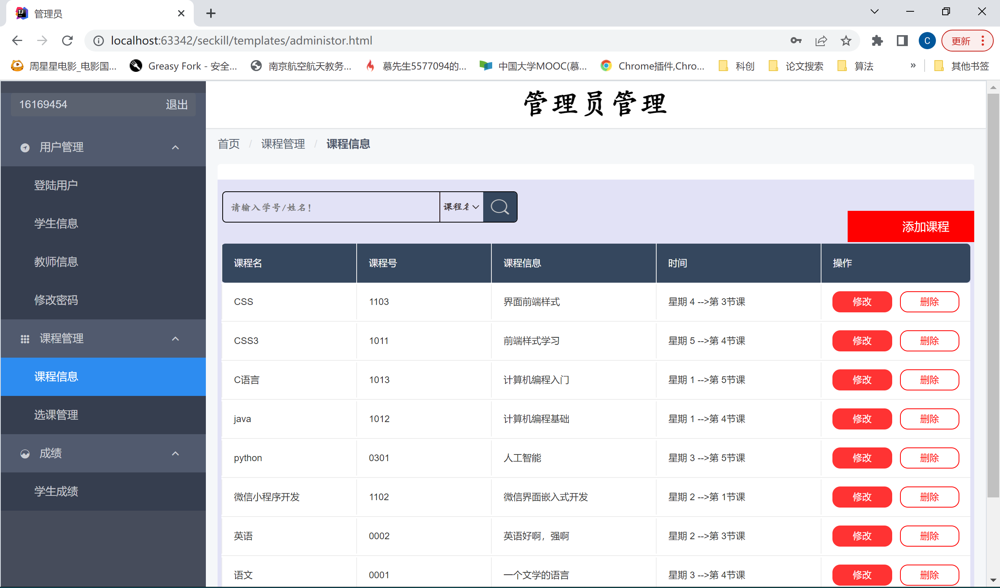 管理员
localhost:63342/seckill/templates/administor.html
C
更新
周星星电影_电影国...
Greasy Fork - 安全...
南京航空航天教务...
慕先生5577094的...
中国大学MOOC(慕...
Chrome插件,Chro...
科创
论文搜索
算法
»
其他书签
16169454 退出
管理员管理
用户管理
登陆用户
学生信息
教师信息
修改密码
课程管理
课程信息
选课管理
成绩
学生成绩
首页 / 课程管理 / 课程信息
请输入学号/姓名!
课程名
添加课程
课程名 课程号 课程信息 时间 操作
CSS 1103 界面前端样式 星期 4 -->第 3节课 修改 删除
CSS3 1011 前端样式学习 星期 5 -->第 4节课 修改 删除
C语言 1013 计算机编程入门 星期 1 -->第 5节课 修改 删除
java 1012 计算机编程基础 星期 1 -->第 4节课 修改 删除
python 0301 人工智能 星期 3 -->第 5节课 修改 删除
微信小程序开发 1102 微信界面嵌入式开发 星期 2 -->第 1节课 修改 删除
英语 0002 英语好啊，强啊 星期 2 -->第 3节课 修改 删除
语文 0001 一个文学的语言 星期 3 -->第 4节课 修改 删除